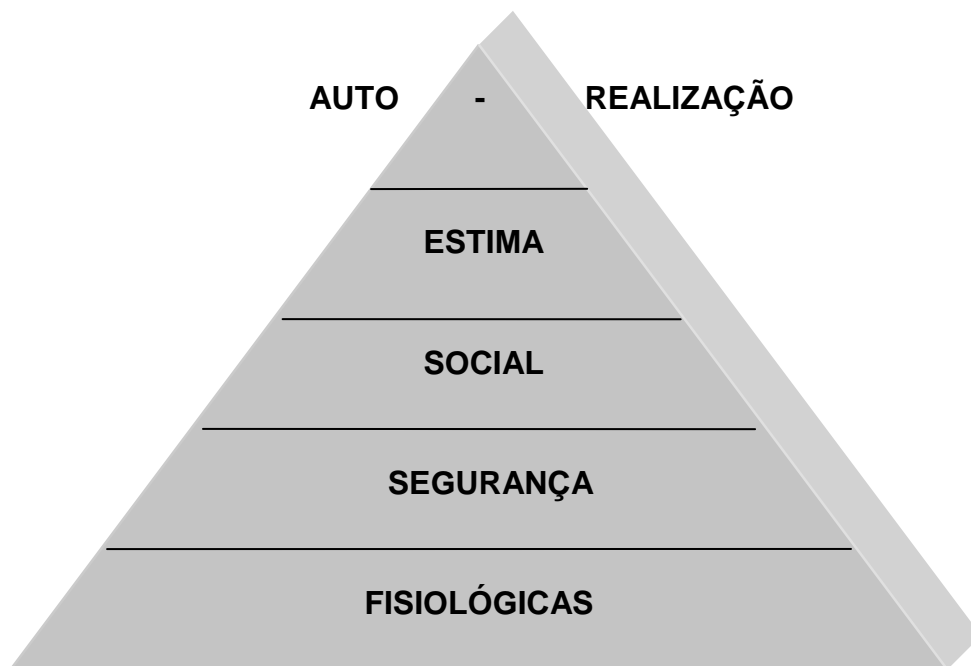 AUTO - REALIZAÇÃO
ESTIMA
SOCIAL
SEGURANÇA
FISIOLÓGICAS